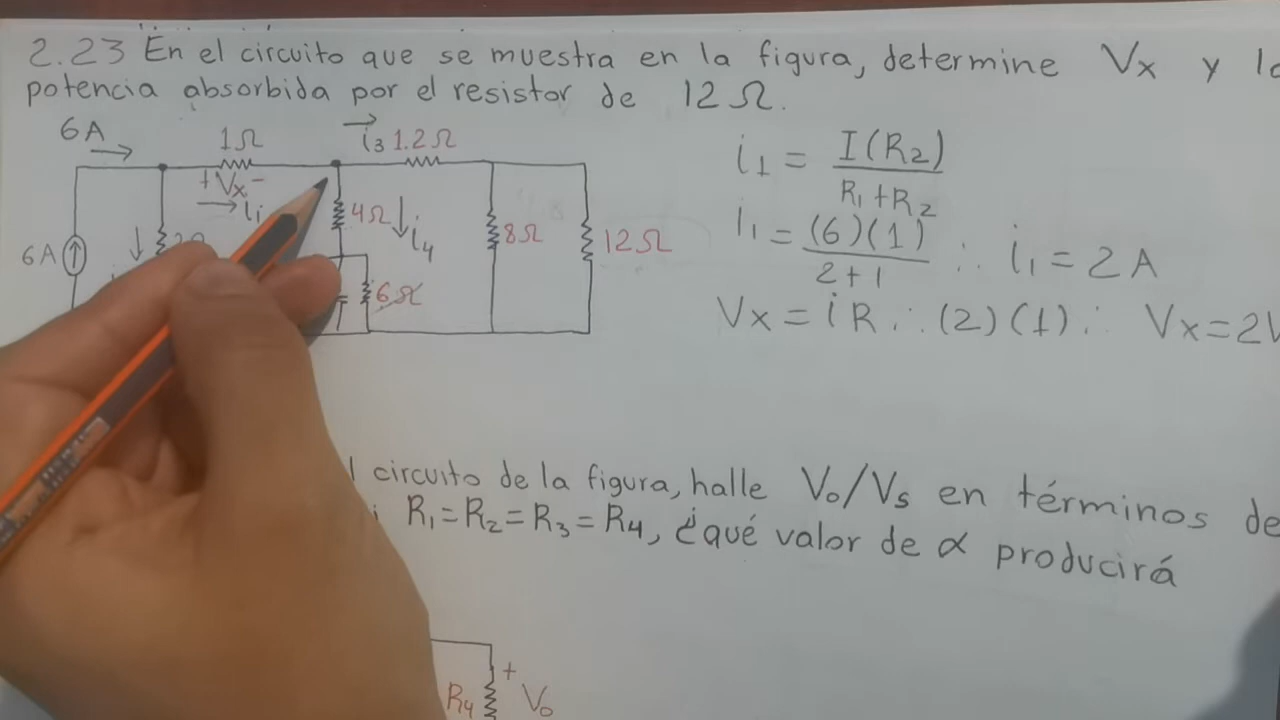 2.23 En el circuito que se muestra en la figura, determine Vx y
potencia absorbida por el resistor de 12Ω.
6A
1Ω
i3 1.2Ω
+Vx-
i1
4Ω
i4
6A
8Ω
12Ω
6Ω
i1 = I(R2)
R1+R2
i1 = (6)(1) ∴ i1 = 2A
2+1
Vx = iR ∴ (2)(1) ∴ Vx=2V
circuito de la figura, halle Vo/Vs en términos de
R1=R2=R3=R4, ¿qué valor de α producirá
R4
+
Vo